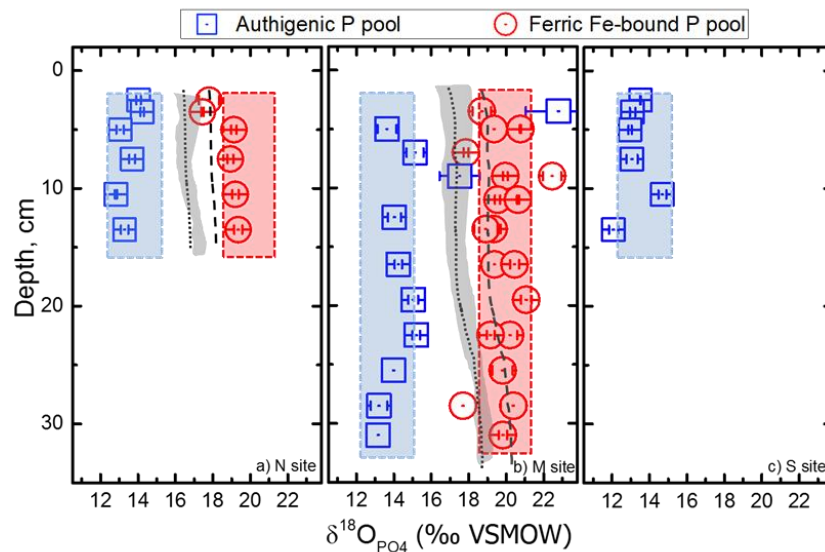 Authigenic P pool Ferric Fe-bound P pool
0
10
20
30
Depth, cm
a) N site
b) M site
c) S site
12 14 16 18 20 22 12 14 16 18 20 22 12 14 16 18 20 22
δ¹⁸O_PO4 (‰ VSMOW)